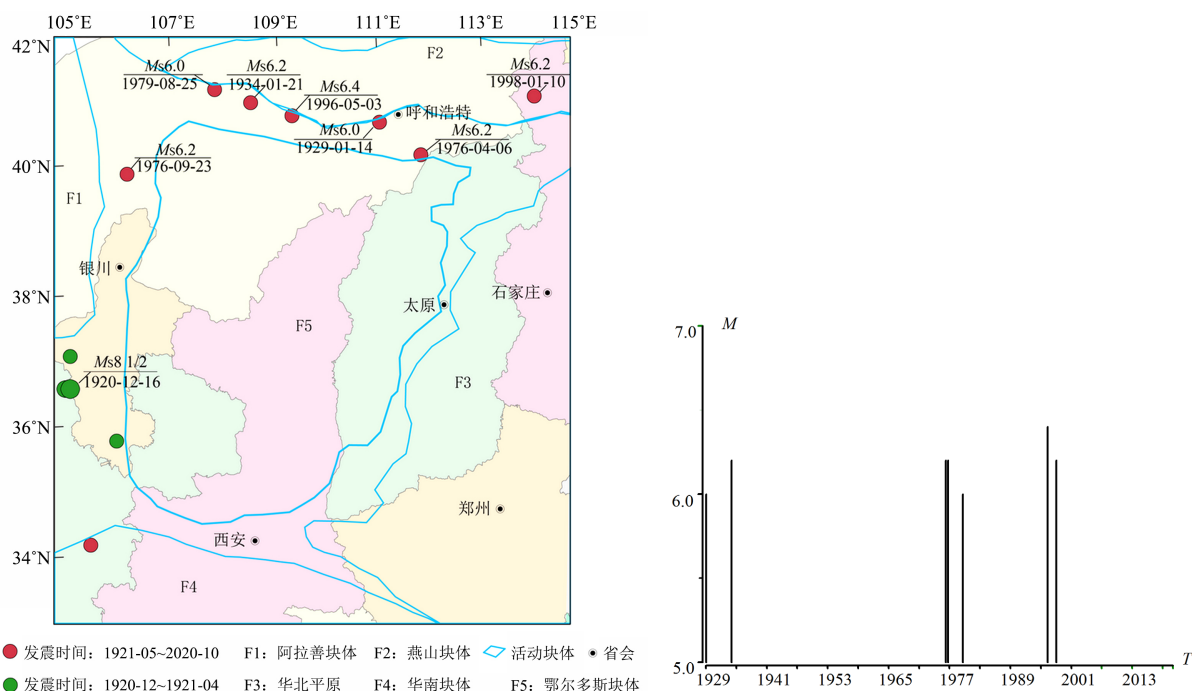 105°E 107°E 109°E 111°E 113°E 115°E
42°N
F2
Ms6.0
1979-08-25
Ms6.2
1934-01-21
Ms6.2
1998-01-10
Ms6.4
1996-05-03
呼和浩特
Ms6.0
1929-01-14
Ms6.2
1976-04-06
Ms6.2
1976-09-23
40°N
F1
银川
38°N
太原
石家庄
F5
Ms8 1/2
1920-12-16
F3
36°N
郑州
西安
34°N
F4
发震时间：1921-05~2020-10 F1：阿拉善块体 F2：燕山块体 活动块体 省会
发震时间：1920-12~1921-04 F3：华北平原 F4：华南块体 F5：鄂尔多斯块体
7.0 M
6.0
5.0
T
1929 1941 1953 1965 1977 1989 2001 2013